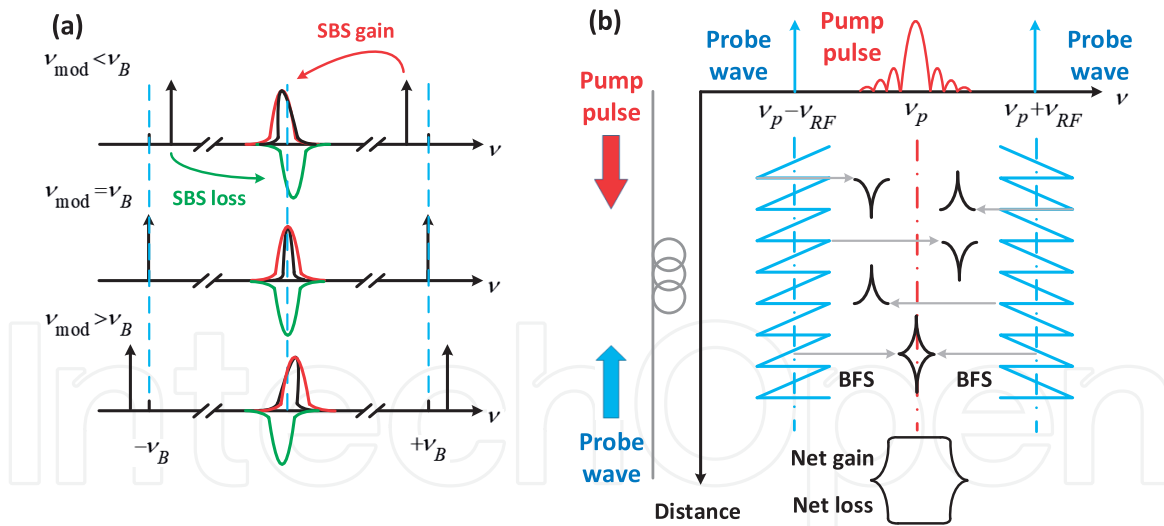 (a)
SBS gain
ν_mod < ν_B
ν
SBS loss
ν_mod = ν_B
ν
ν_mod > ν_B
ν
−ν_B
+ν_B
(b)
Probe
wave
Pump
pulse
Probe
wave
Pump
pulse
ν_p−ν_RF
ν_p
ν_p+ν_RF
ν
BFS
BFS
Probe
wave
Net gain
Net loss
Distance
IntechOpen